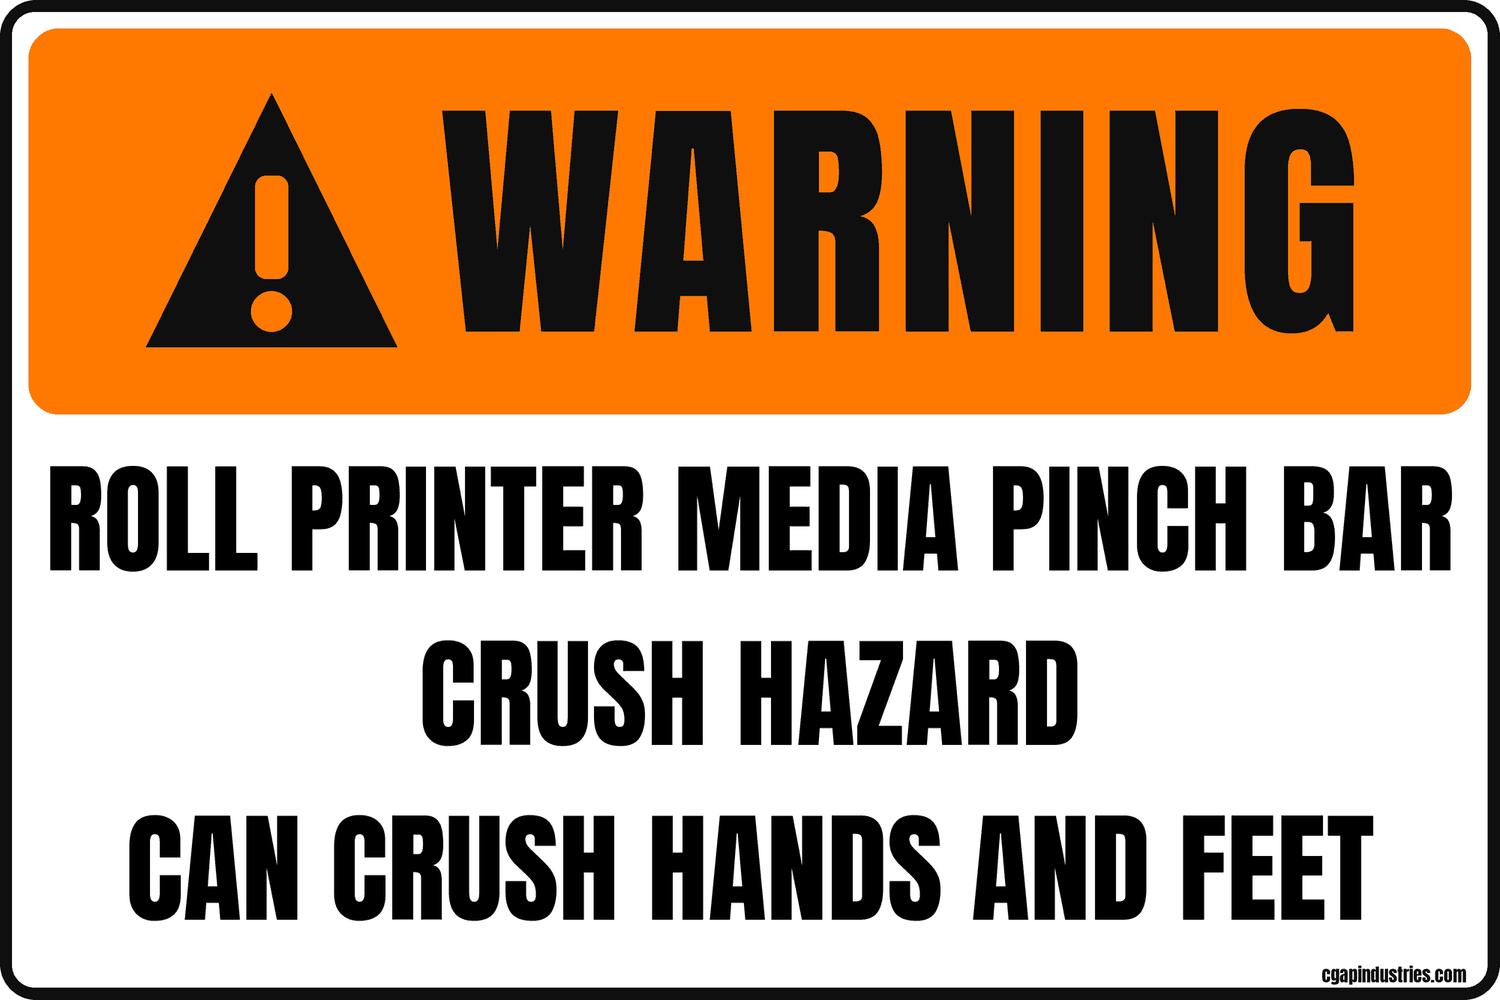 WARNING
ROLL PRINTER MEDIA PINCH BAR
CRUSH HAZARD
CAN CRUSH HANDS AND FEET
cgapindustries.com